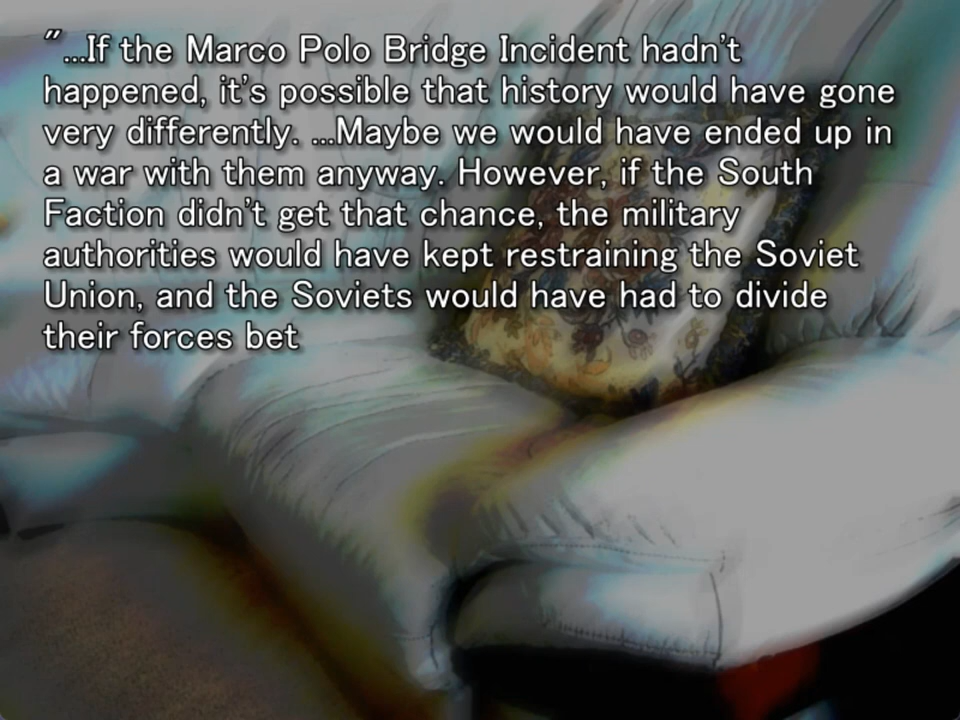 "...If the Marco Polo Bridge Incident hadn't
happened, it's possible that history would have gone
very differently. ...Maybe we would have ended up in
a war with them anyway. However, if the South
Faction didn't get that chance, the military
authorities would have kept restraining the Soviet
Union, and the Soviets would have had to divide
their forces bet